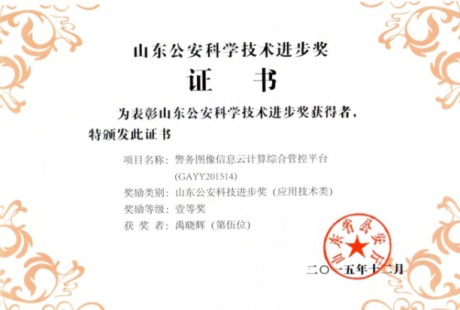 山东公安科学技术进步奖
证书
为表彰山东公安科学技术进步奖获得者，
特颁发此证书
项目名称：警务图像信息云计算综合管控平台
(GAYY201514)
奖励类别：山东公安科技进步奖（应用技术类）
奖励等级：壹等奖
获奖者：禹晓辉（第伍位）
山东省公安厅
二〇一五年十二月